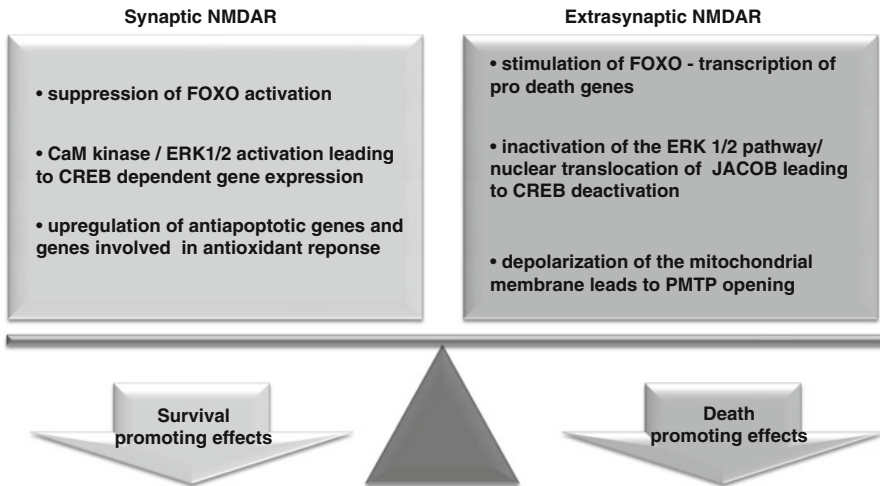 Synaptic NMDAR
• suppression of FOXO activation
• CaM kinase / ERK1/2 activation leading
to CREB dependent gene expression
• upregulation of antiapoptotic genes and
genes involved in antioxidant reponse
Extrasynaptic NMDAR
• stimulation of FOXO - transcription of
pro death genes
• inactivation of the ERK 1/2 pathway/
nuclear translocation of JACOB leading
to CREB deactivation
• depolarization of the mitochondrial
membrane leads to PMTP opening
Survival
promoting effects
Death
promoting effects